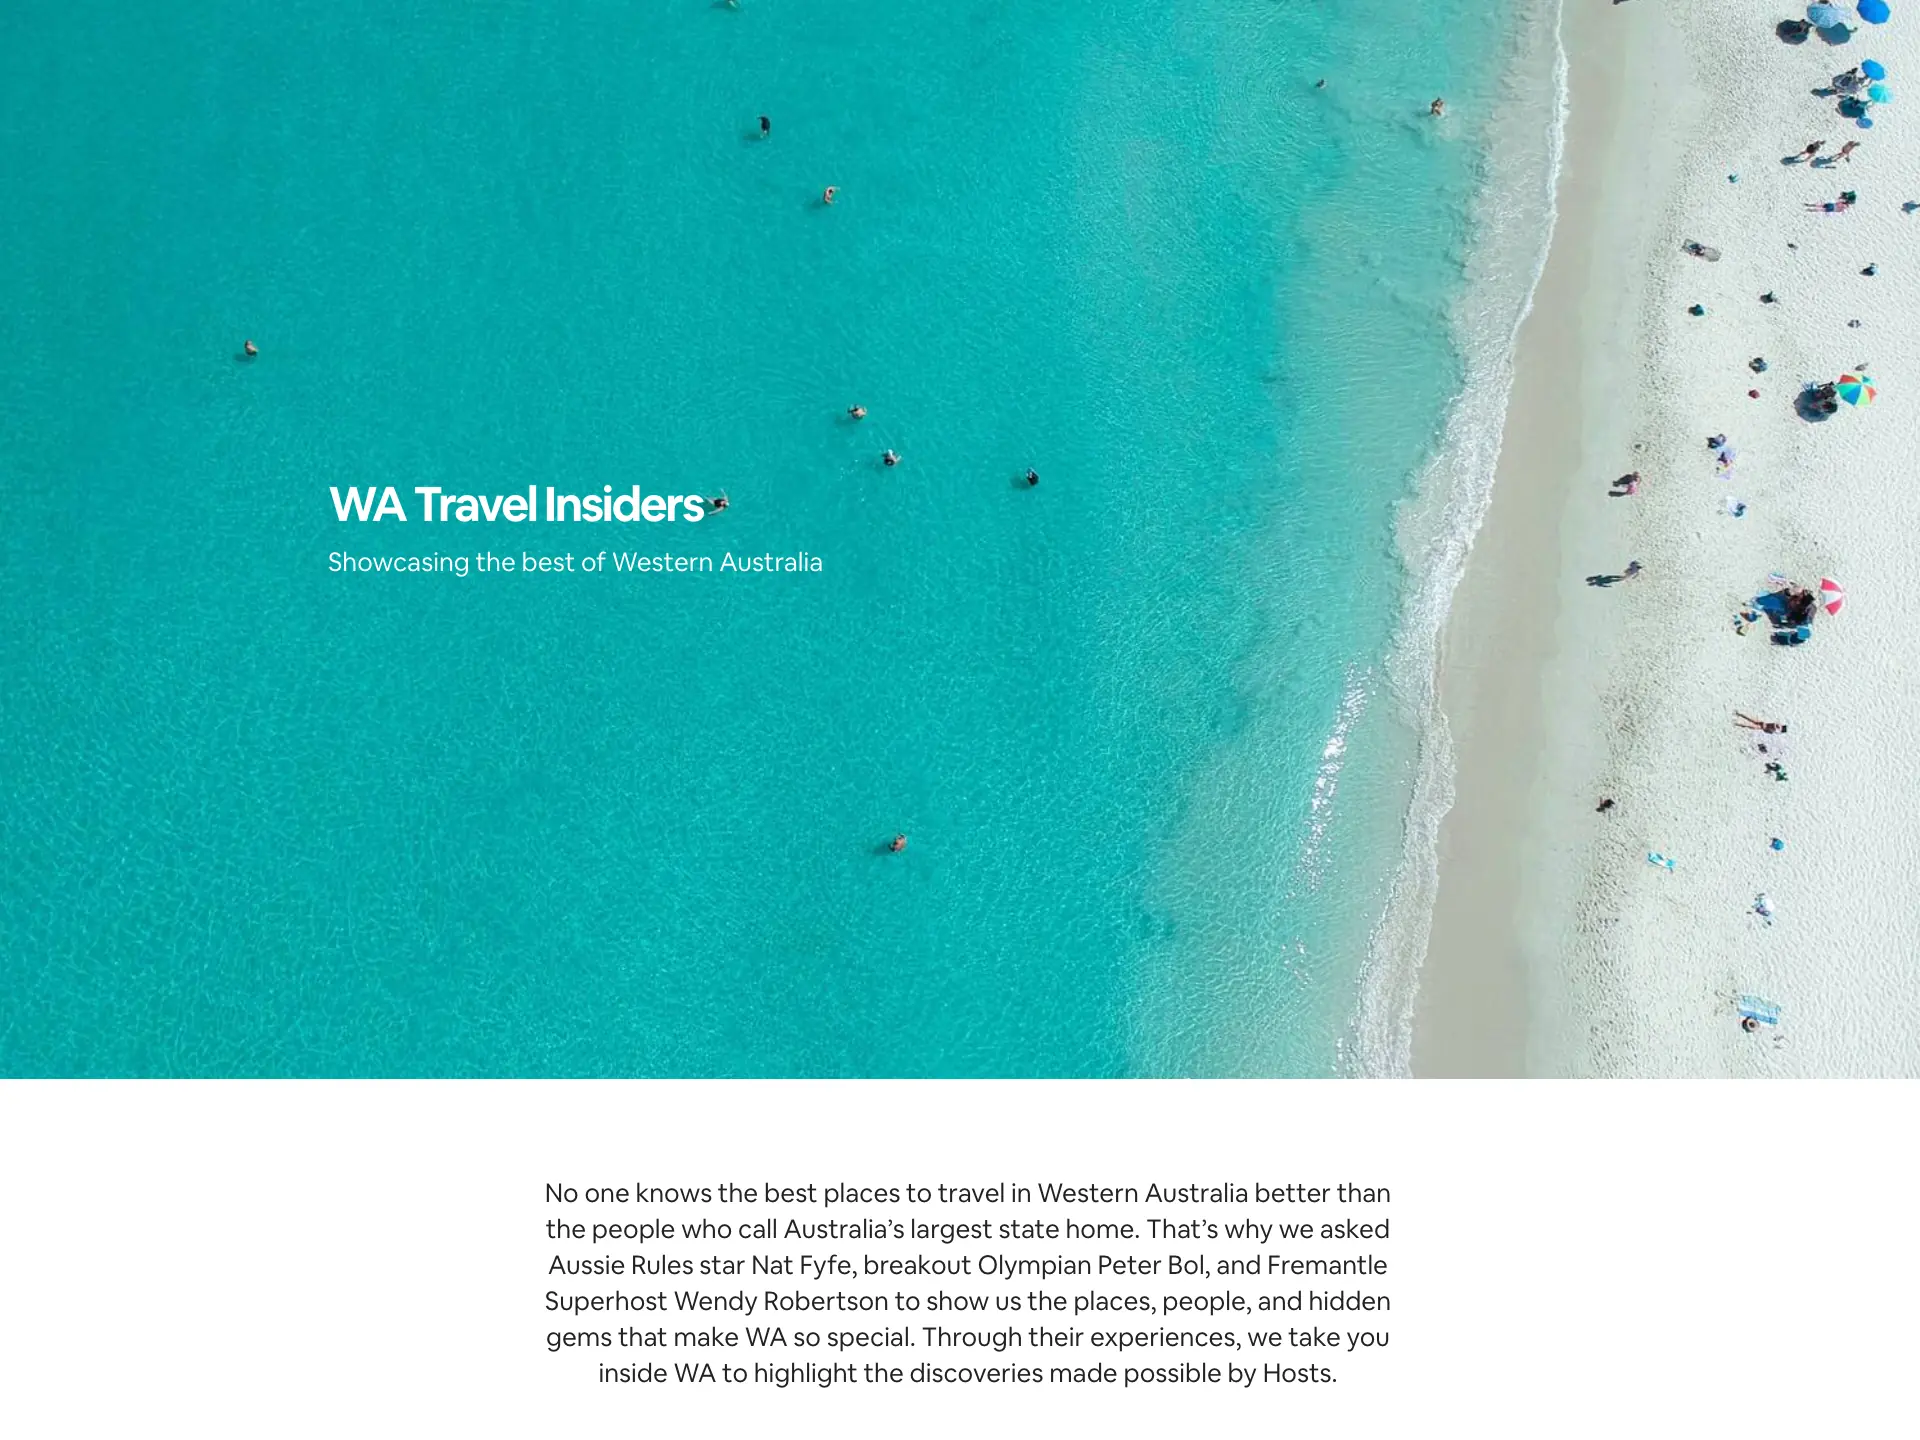 WA Travel Insiders
Showcasing the best of Western Australia
No one knows the best places to travel in Western Australia better than
the people who call Australia’s largest state home. That’s why we asked
Aussie Rules star Nat Fyfe, breakout Olympian Peter Bol, and Fremantle
Superhost Wendy Robertson to show us the places, people, and hidden
gems that make WA so special. Through their experiences, we take you
inside WA to highlight the discoveries made possible by Hosts.